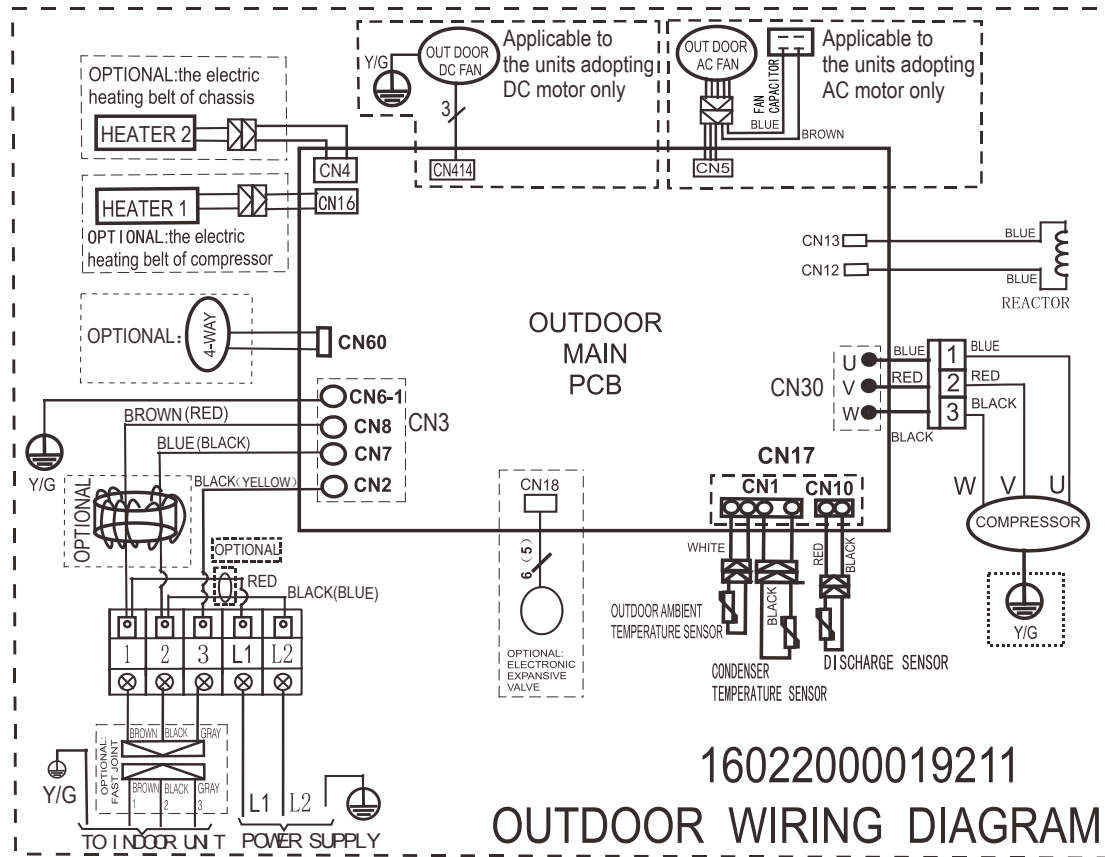 OPTIONAL:the electric
heating belt of chassis
HEATER 2
CN4
HEATER 1
CN16
OPTIONAL:the electric
heating belt of compressor
Y/G
OUT DOOR
DC FAN
3
CN414
Applicable to
the units adopting
DC motor only
OUT DOOR
AC FAN
FAN
CAPACITOR
BLUE
BROWN
CN5
Applicable to
the units adopting
AC motor only
CN13
BLUE
CN12
BLUE
REACTOR
OPTIONAL:
4-WAY
CN60
OUTDOOR
MAIN
PCB
CN6-1
CN8
CN7
CN2
CN3
BROWN(RED)
BLUE(BLACK)
BLACK(YELLOW)
Y/G
OPTIONAL
OPTIONAL
RED
BLACK(BLUE)
CN30
U
V
W
BLUE
RED
BLACK
1
2
3
BLUE
RED
BLACK
W V U
COMPRESSOR
Y/G
CN17
CN1
CN10
WHITE
BLACK
RED
BLACK
OUTDOOR AMBIENT
TEMPERATURE SENSOR
CONDENSER
TEMPERATURE SENSOR
DISCHARGE SENSOR
CN18
6 (5)
OPTIONAL:
ELECTRONIC
EXPANSIVE
VALVE
1 2 3 L1 L2
OPTIONAL:
FAST JOINT
BROWN BLACK GRAY
BROWN BLACK GRAY
1 2 3
Y/G
L1 L2
TO INDOOR UNIT
POWER SUPPLY
16022000019211
OUTDOOR WIRING DIAGRAM